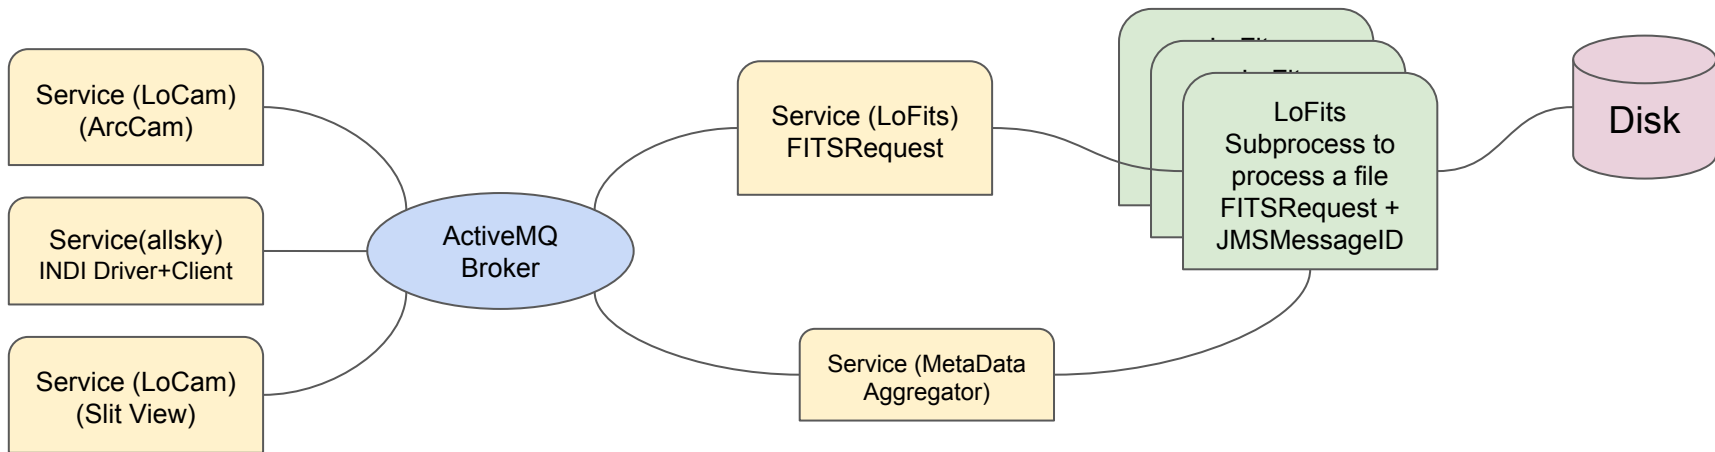 Service (LoCam)
(ArcCam)
Service(allsky)
INDI Driver+Client
Service (LoCam)
(Slit View)
ActiveMQ
Broker
Service (LoFits)
FITSRequest
Service (MetaData
Aggregator)
LoFits
Subprocess to
process a file
FITSRequest +
JMSMessageID
Disk